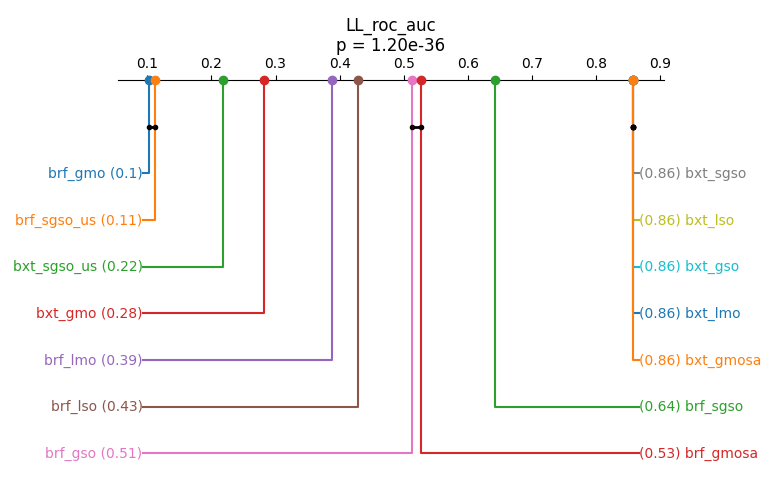 LL_roc_auc
p = 1.20e-36
0.1 0.2 0.3 0.4 0.5 0.6 0.7 0.8 0.9
brf_gmo (0.1)
(0.86) bxt_sgso
brf_sgso_us (0.11)
(0.86) bxt_lso
bxt_sgso_us (0.22)
(0.86) bxt_gso
bxt_gmo (0.28)
(0.86) bxt_lmo
brf_lmo (0.39)
(0.86) bxt_gmosa
brf_lso (0.43)
(0.64) brf_sgso
brf_gso (0.51)
(0.53) brf_gmosa